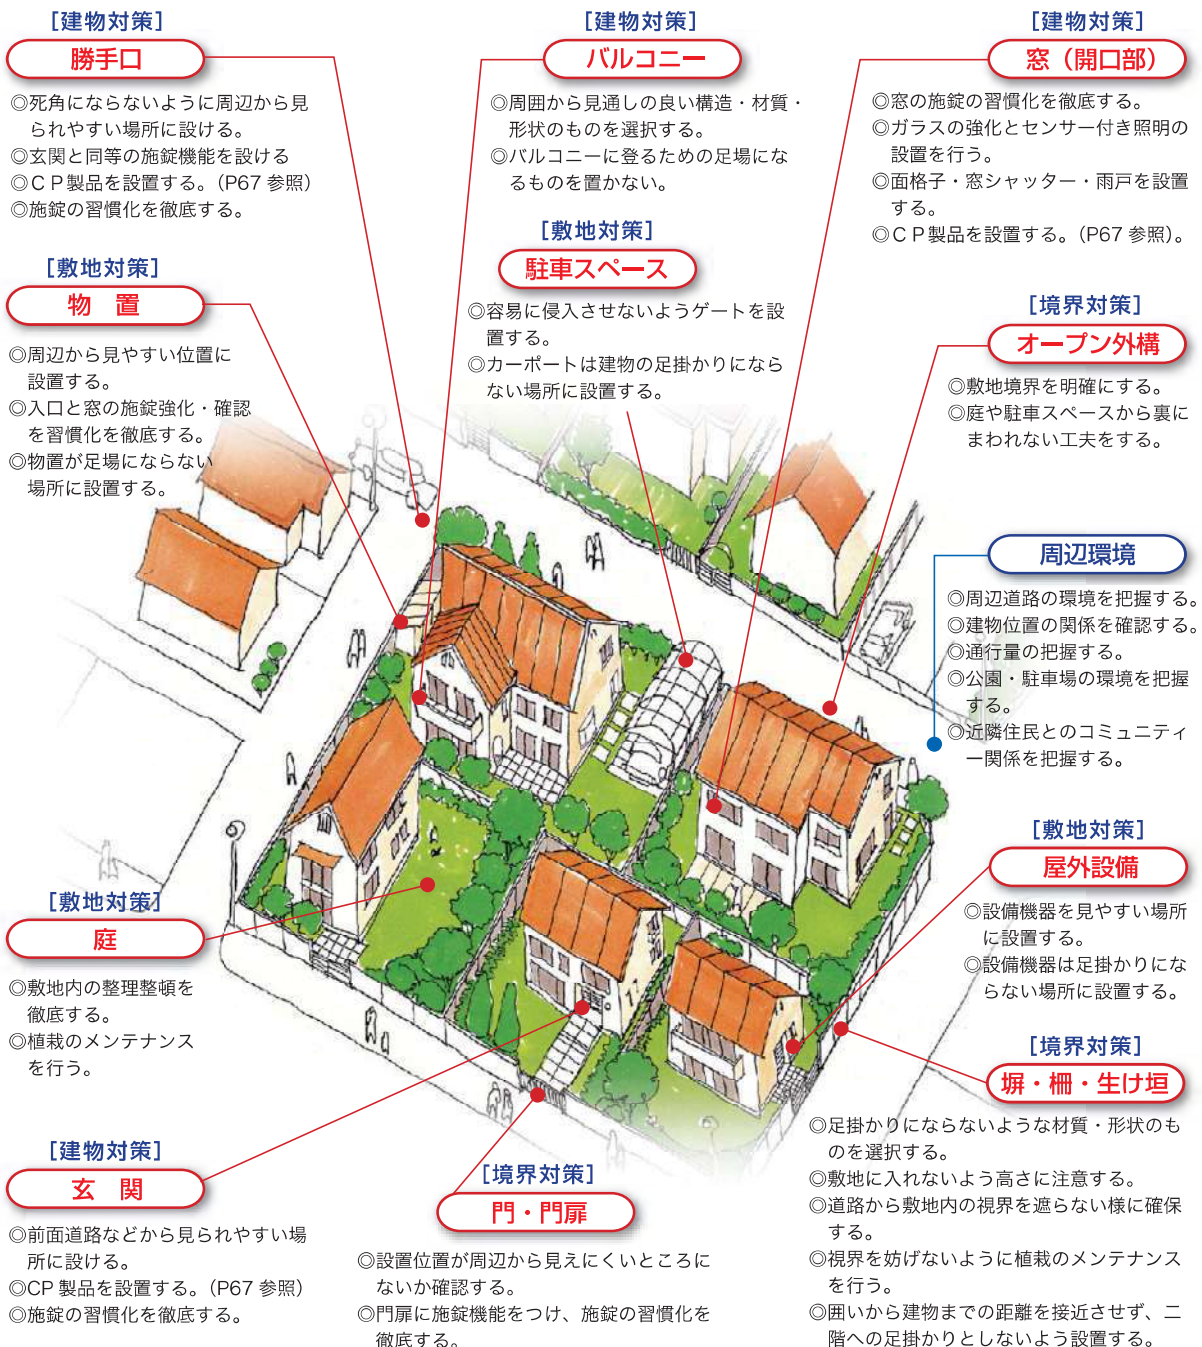 [建物対策]
勝手口
◎死角にならないように周辺から見
られやすい場所に設ける。
◎玄関と同等の施錠機能を設ける
◎ＣＰ製品を設置する。（P67 参照）
◎施錠の習慣化を徹底する。
[建物対策]
バルコニー
◎周囲から見通しの良い構造・材質・
形状のものを選択する。
◎バルコニーに登るための足場にな
るものを置かない。
[建物対策]
窓（開口部）
◎窓の施錠の習慣化を徹底する。
◎ガラスの強化とセンサー付き照明の
設置を行う。
◎面格子・窓シャッター・雨戸を設置
する。
◎ＣＰ製品を設置する。（P67 参照）。
[敷地対策]
物　置
◎周辺から見やすい位置に
設置する。
◎入口と窓の施錠強化・確認
を習慣化を徹底する。
◎物置が足場にならない
場所に設置する。
[敷地対策]
駐車スペース
◎容易に侵入させないようゲートを設
置する。
◎カーポートは建物の足掛かりになら
ない場所に設置する。
[境界対策]
オープン外構
◎敷地境界を明確にする。
◎庭や駐車スペースから裏に
まわれない工夫をする。
周辺環境
◎周辺道路の環境を把握する。
◎建物位置の関係を確認する。
◎通行量の把握する。
◎公園・駐車場の環境を把握
する。
◎近隣住民とのコミュニティ
ー関係を把握する。
[敷地対策]
屋外設備
◎設備機器を見やすい場所
に設置する。
◎設備機器は足掛かりにな
らない場所に設置する。
[敷地対策]
庭
◎敷地内の整理整頓を
徹底する。
◎植栽のメンテナンス
を行う。
[境界対策]
塀・柵・生け垣
◎足掛かりにならないような材質・形状のも
のを選択する。
◎敷地に入れないよう高さに注意する。
◎道路から敷地内の視界を遮らない様に確保
する。
◎視界を妨げないように植栽のメンテナンス
を行う。
◎囲いから建物までの距離を接近させず、二
階への足掛かりとしないよう設置する。
[建物対策]
玄　関
◎前面道路などから見られやすい場
所に設ける。
◎CP 製品を設置する。（P67 参照）
◎施錠の習慣化を徹底する。
[境界対策]
門・門扉
◎設置位置が周辺から見えにくいところに
ないか確認する。
◎門扉に施錠機能をつけ、施錠の習慣化を
徹底する。